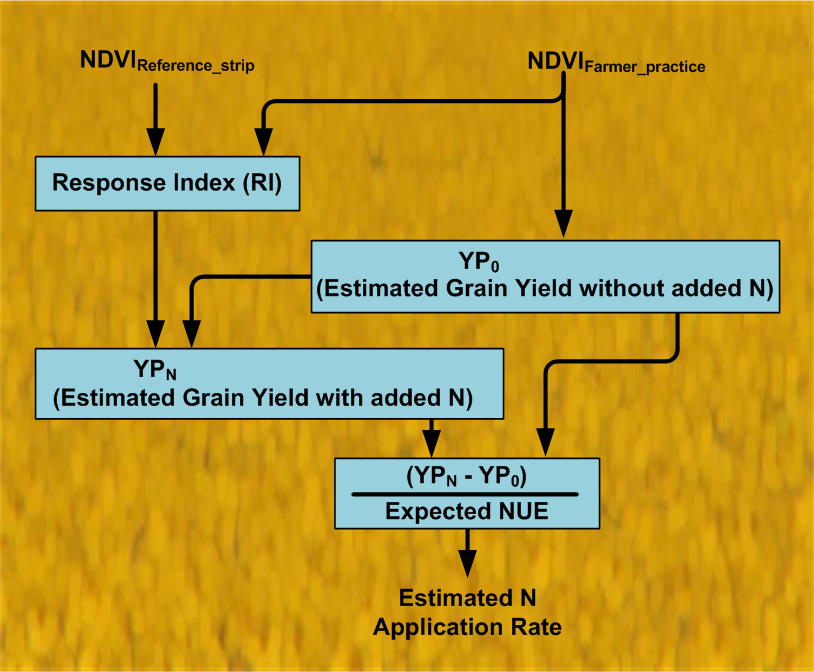 NDVIReference_strip
NDVIFarmer_practice
Response Index (RI)
YP0
(Estimated Grain Yield without added N)
YPN
(Estimated Grain Yield with added N)
(YPN - YP0)
Expected NUE
Estimated N
Application Rate